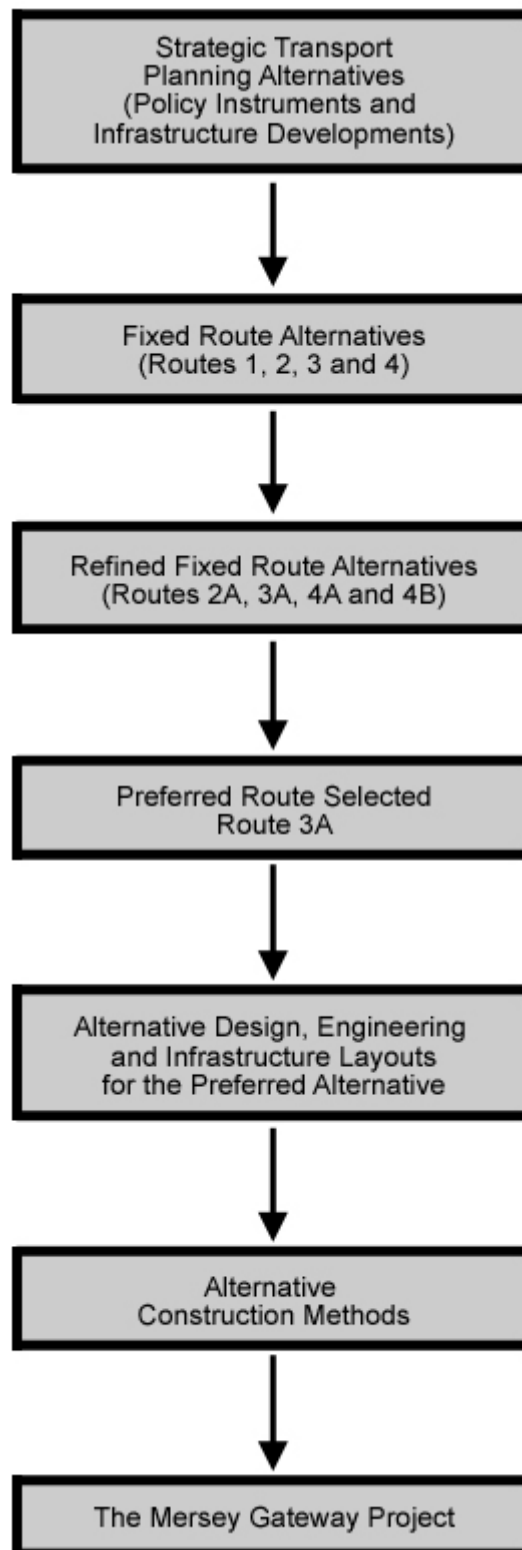 Strategic Transport
Planning Alternatives
(Policy Instruments and
Infrastructure Developments)
Fixed Route Alternatives
(Routes 1, 2, 3 and 4)
Refined Fixed Route Alternatives
(Routes 2A, 3A, 4A and 4B)
Preferred Route Selected
Route 3A
Alternative Design, Engineering
and Infrastructure Layouts
for the Preferred Alternative
Alternative
Construction Methods
The Mersey Gateway Project